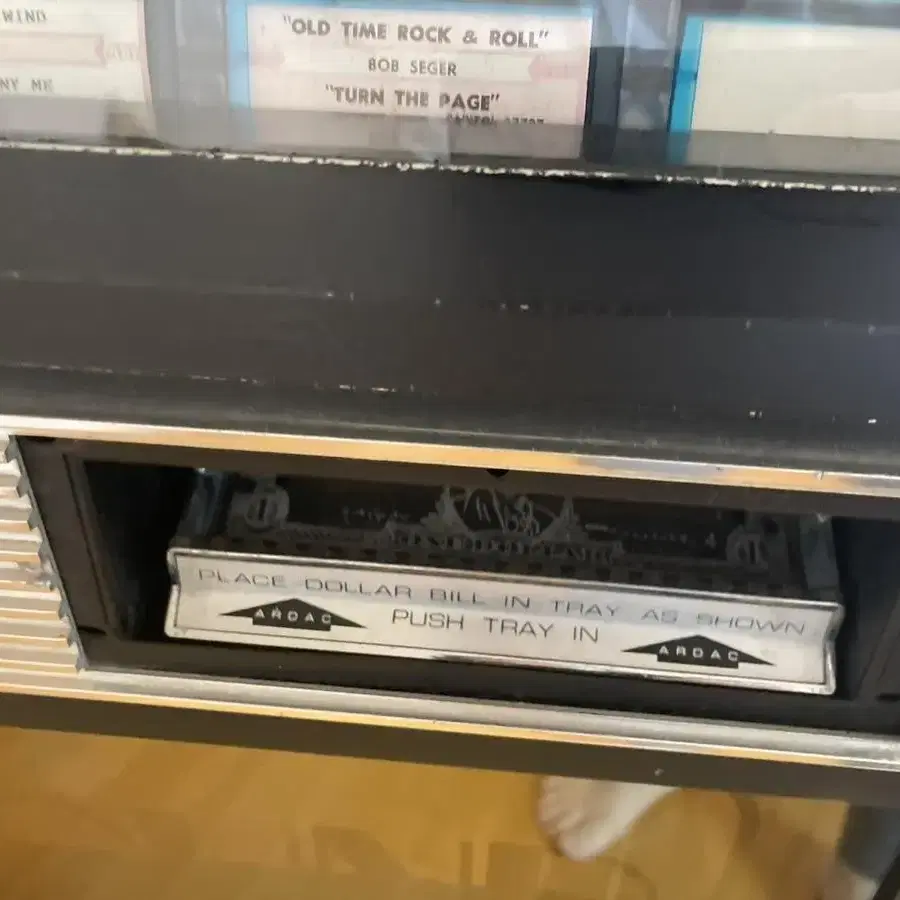 WIND
NY ME
"OLD TIME ROCK & ROLL"
BOB SEGER
"TURN THE PAGE"
PLACE DOLLAR BILL IN TRAY AS SHOWN
ARDAC PUSH TRAY IN ARDAC